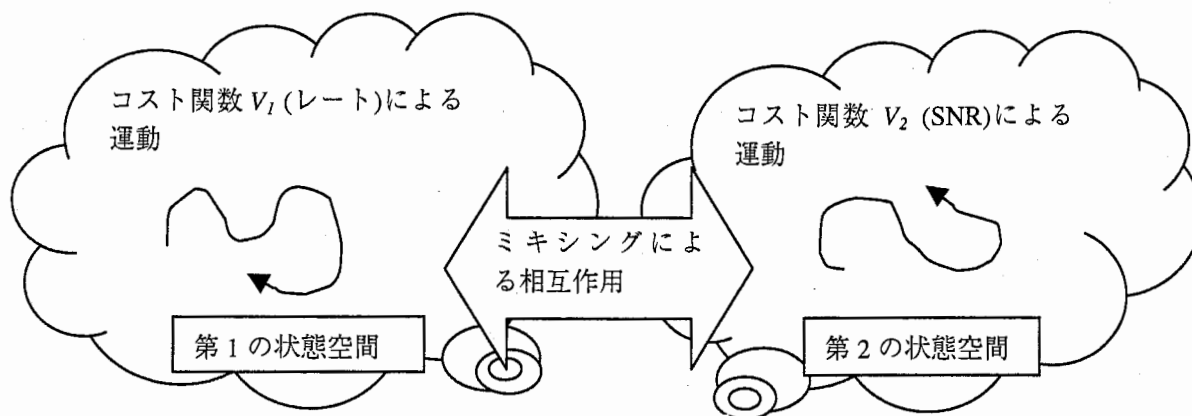 コスト関数 V1 (レート)による
運動
コスト関数 V2 (SNR)による
運動
ミキシングによ
る相互作用
第1の状態空間
第2の状態空間